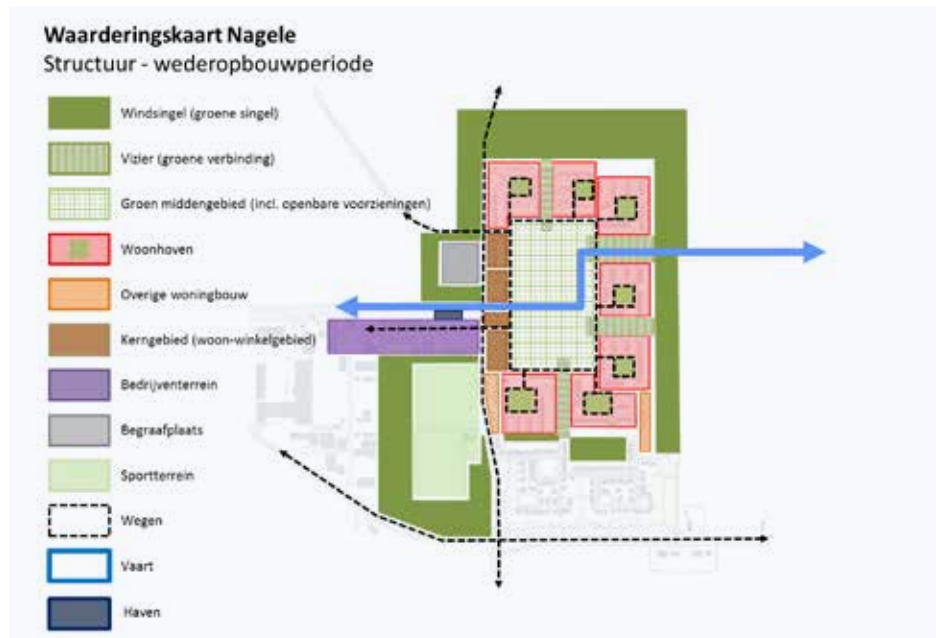 Waarderingskaart Nagele
Structuur - wederopbouwperiode
Windsingel (groene singel)
Vizier (groene verbinding)
Groen middengebied (incl. openbare voorzieningen)
Woonhoven
Overige woningbouw
Kerngebied (woon-winkelgebied)
Bedrijventerrein
Begraafplaats
Sportterrein
Wegen
Vaart
Haven